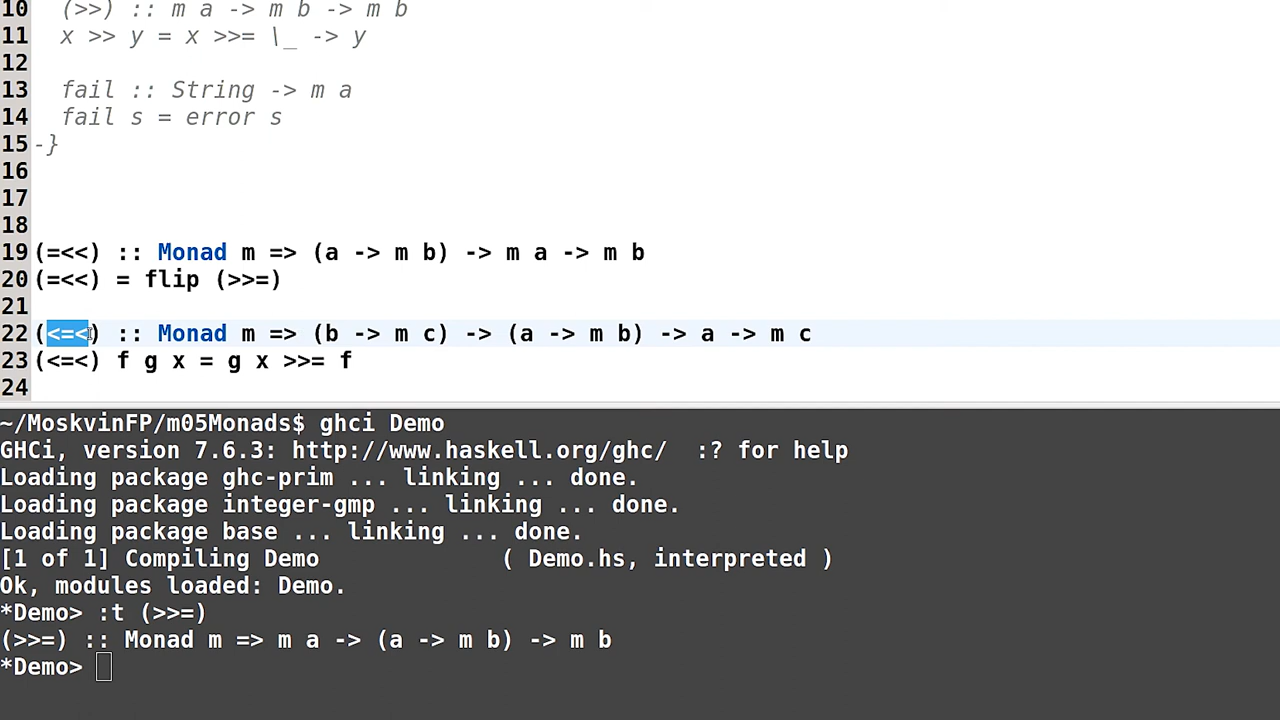 10  (>>) :: m a -> m b -> m b
11  x >> y = x >>= \_ -> y
12
13  fail :: String -> m a
14  fail s = error s
15 -}
16
17
18
19 (=<<) :: Monad m => (a -> m b) -> m a -> m b
20 (=<<) = flip (>>=)
21
22 (<=<) :: Monad m => (b -> m c) -> (a -> m b) -> a -> m c
23 (<=<) f g x = g x >>= f
24
~/MoskvinFP/m05Monads$ ghci Demo
GHCi, version 7.6.3: http://www.haskell.org/ghc/  :? for help
Loading package ghc-prim ... linking ... done.
Loading package integer-gmp ... linking ... done.
Loading package base ... linking ... done.
[1 of 1] Compiling Demo             ( Demo.hs, interpreted )
Ok, modules loaded: Demo.
*Demo> :t (>>=)
(>>=) :: Monad m => m a -> (a -> m b) -> m b
*Demo>